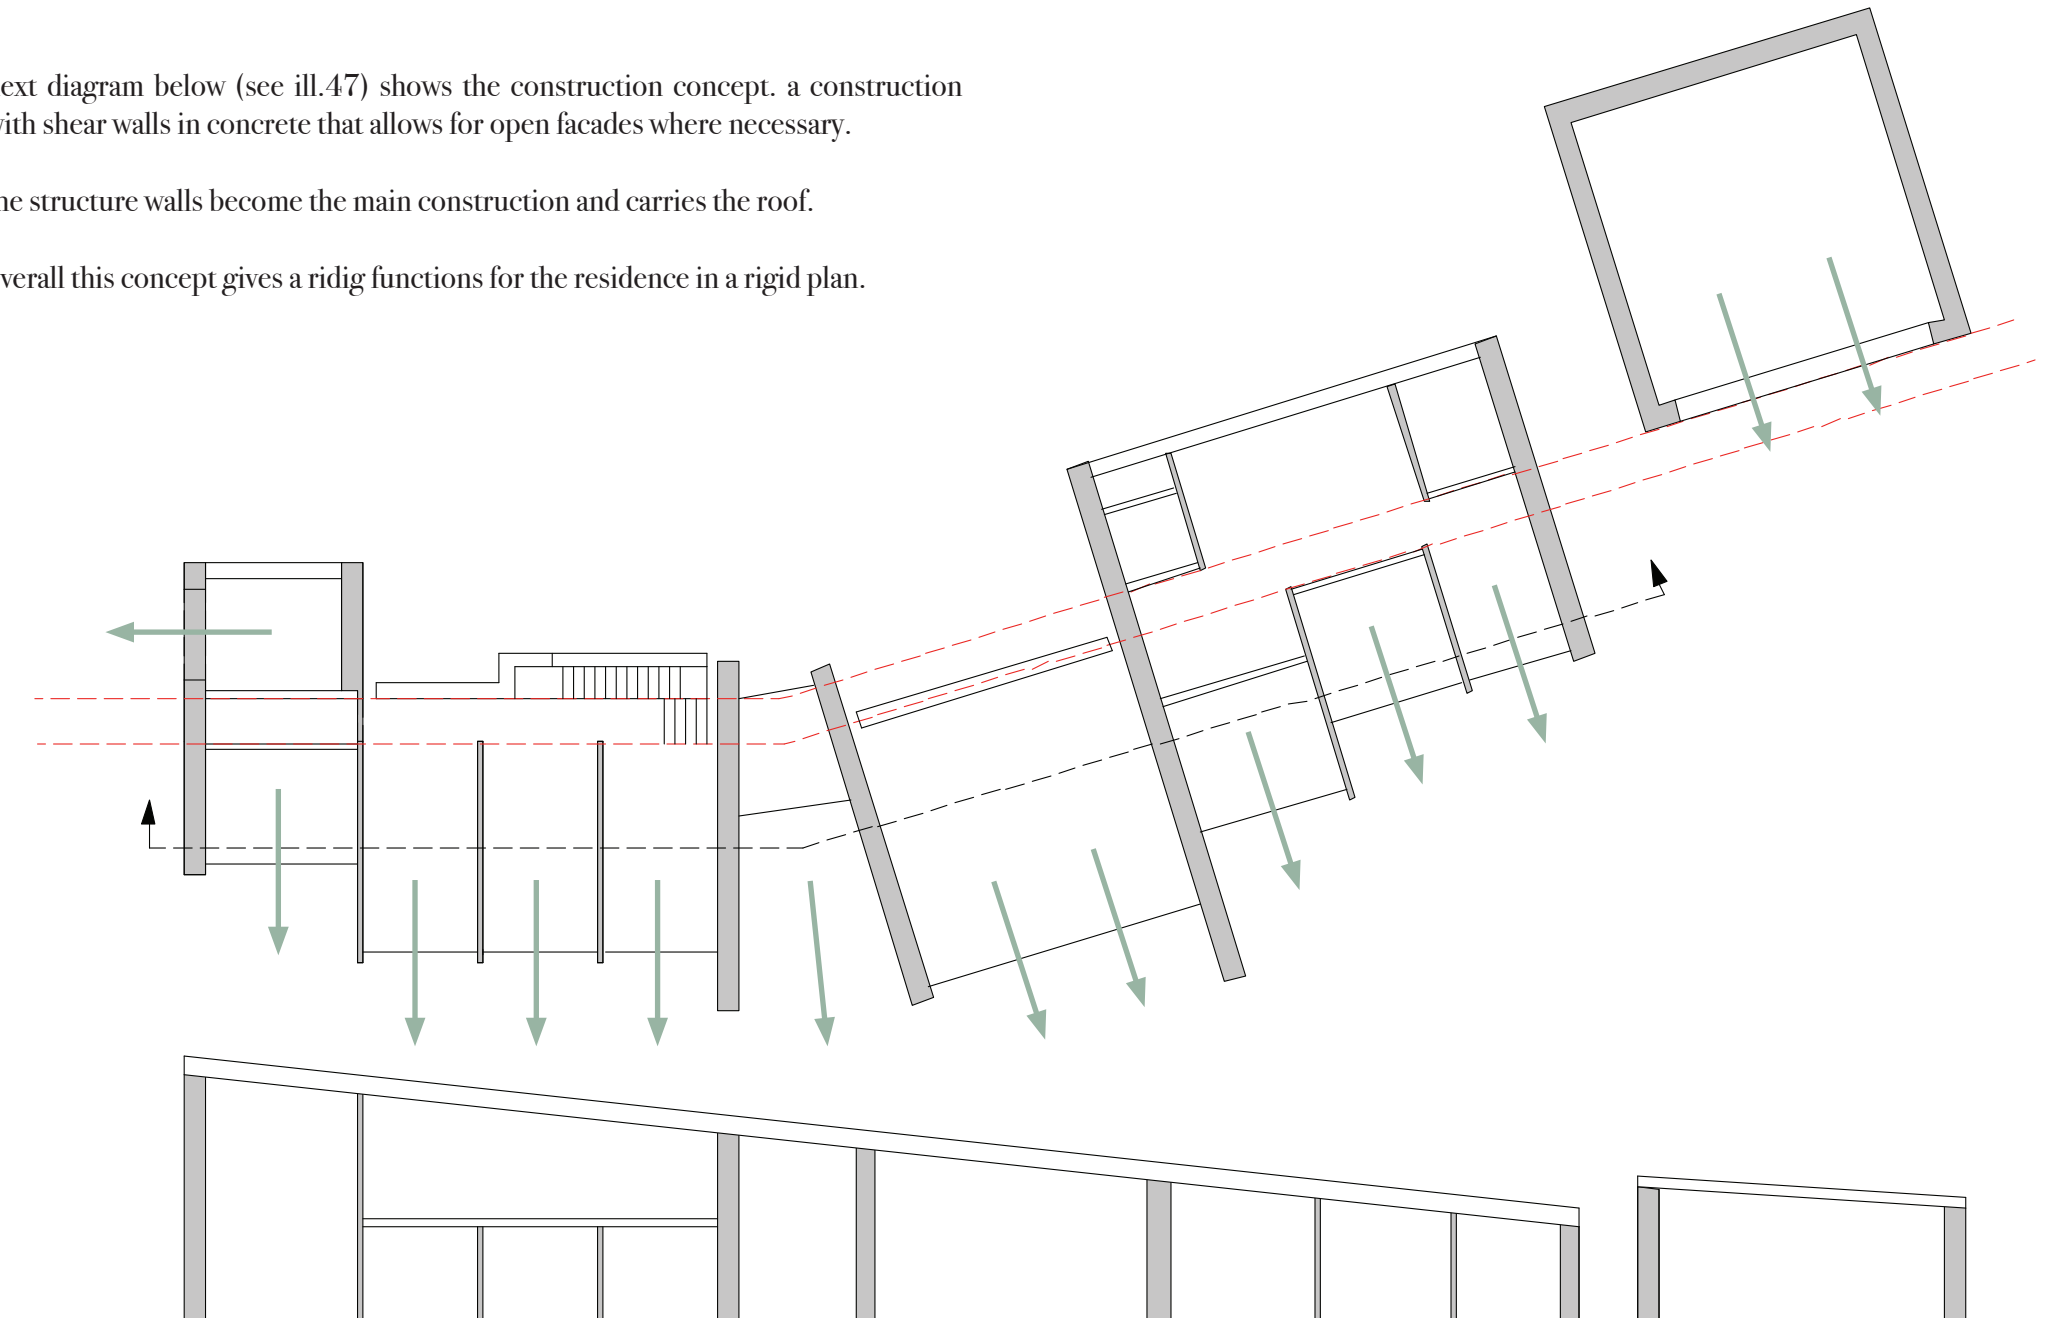 ext diagram below (see ill.47) shows the construction concept. a construction
ith shear walls in concrete that allows for open facades where necessary.
he structure walls become the main construction and carries the roof.
verall this concept gives a ridig functions for the residence in a rigid plan.